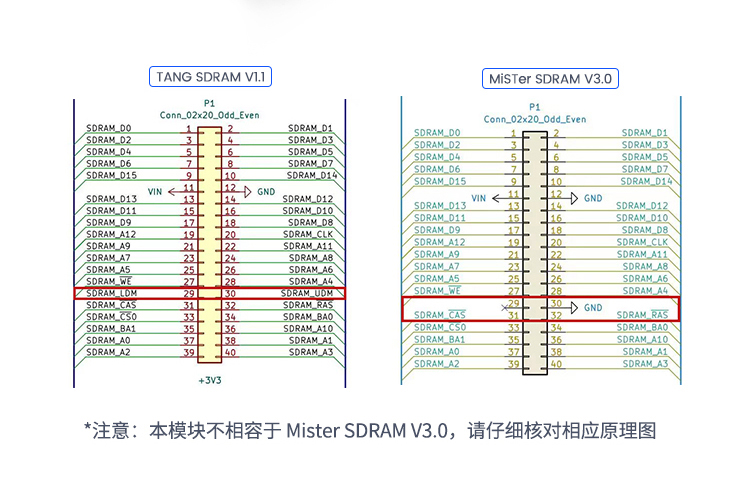 TANG SDRAM V1.1
P1
Conn_02x20_Odd_Even
SDRAM_D0 1 2 SDRAM_D1
SDRAM_D2 3 4 SDRAM_D3
SDRAM_D4 5 6 SDRAM_D5
SDRAM_D6 7 8 SDRAM_D7
SDRAM_D15 9 10 SDRAM_D14
VIN 11 12 GND
SDRAM_D13 13 14 SDRAM_D12
SDRAM_D11 15 16 SDRAM_D10
SDRAM_D9 17 18 SDRAM_D8
SDRAM_A12 19 20 SDRAM_CLK
SDRAM_A9 21 22 SDRAM_A11
SDRAM_A7 23 24 SDRAM_A8
SDRAM_A5 25 26 SDRAM_A6
SDRAM_WE 27 28 SDRAM_A4
SDRAM_LDM 29 30 SDRAM_UDM
SDRAM_CAS 31 32 SDRAM_RAS
SDRAM_CS0 33 34 SDRAM_BA0
SDRAM_BA1 35 36 SDRAM_A10
SDRAM_A0 37 38 SDRAM_A1
SDRAM_A2 39 40 SDRAM_A3
+3V3
MiSTer SDRAM V3.0
P1
Conn_02x20_Odd_Even
SDRAM_D0 1 2 SDRAM_D1
SDRAM_D2 3 4 SDRAM_D3
SDRAM_D4 5 6 SDRAM_D5
SDRAM_D6 7 8 SDRAM_D7
SDRAM_D15 9 10 SDRAM_D14
VIN 11 12 GND
SDRAM_D13 13 14 SDRAM_D12
SDRAM_D11 15 16 SDRAM_D10
SDRAM_D9 17 18 SDRAM_D8
SDRAM_A12 19 20 SDRAM_CLK
SDRAM_A9 21 22 SDRAM_A11
SDRAM_A7 23 24 SDRAM_A8
SDRAM_A5 25 26 SDRAM_A6
SDRAM_WE 27 28 SDRAM_A4
29 30 GND
SDRAM_CAS 31 32 SDRAM_RAS
SDRAM_CS0 33 34 SDRAM_BA0
SDRAM_BA1 35 36 SDRAM_A10
SDRAM_A0 37 38 SDRAM_A1
SDRAM_A2 39 40 SDRAM_A3
*注意：本模块不相容于 Mister SDRAM V3.0，请仔细核对相应原理图